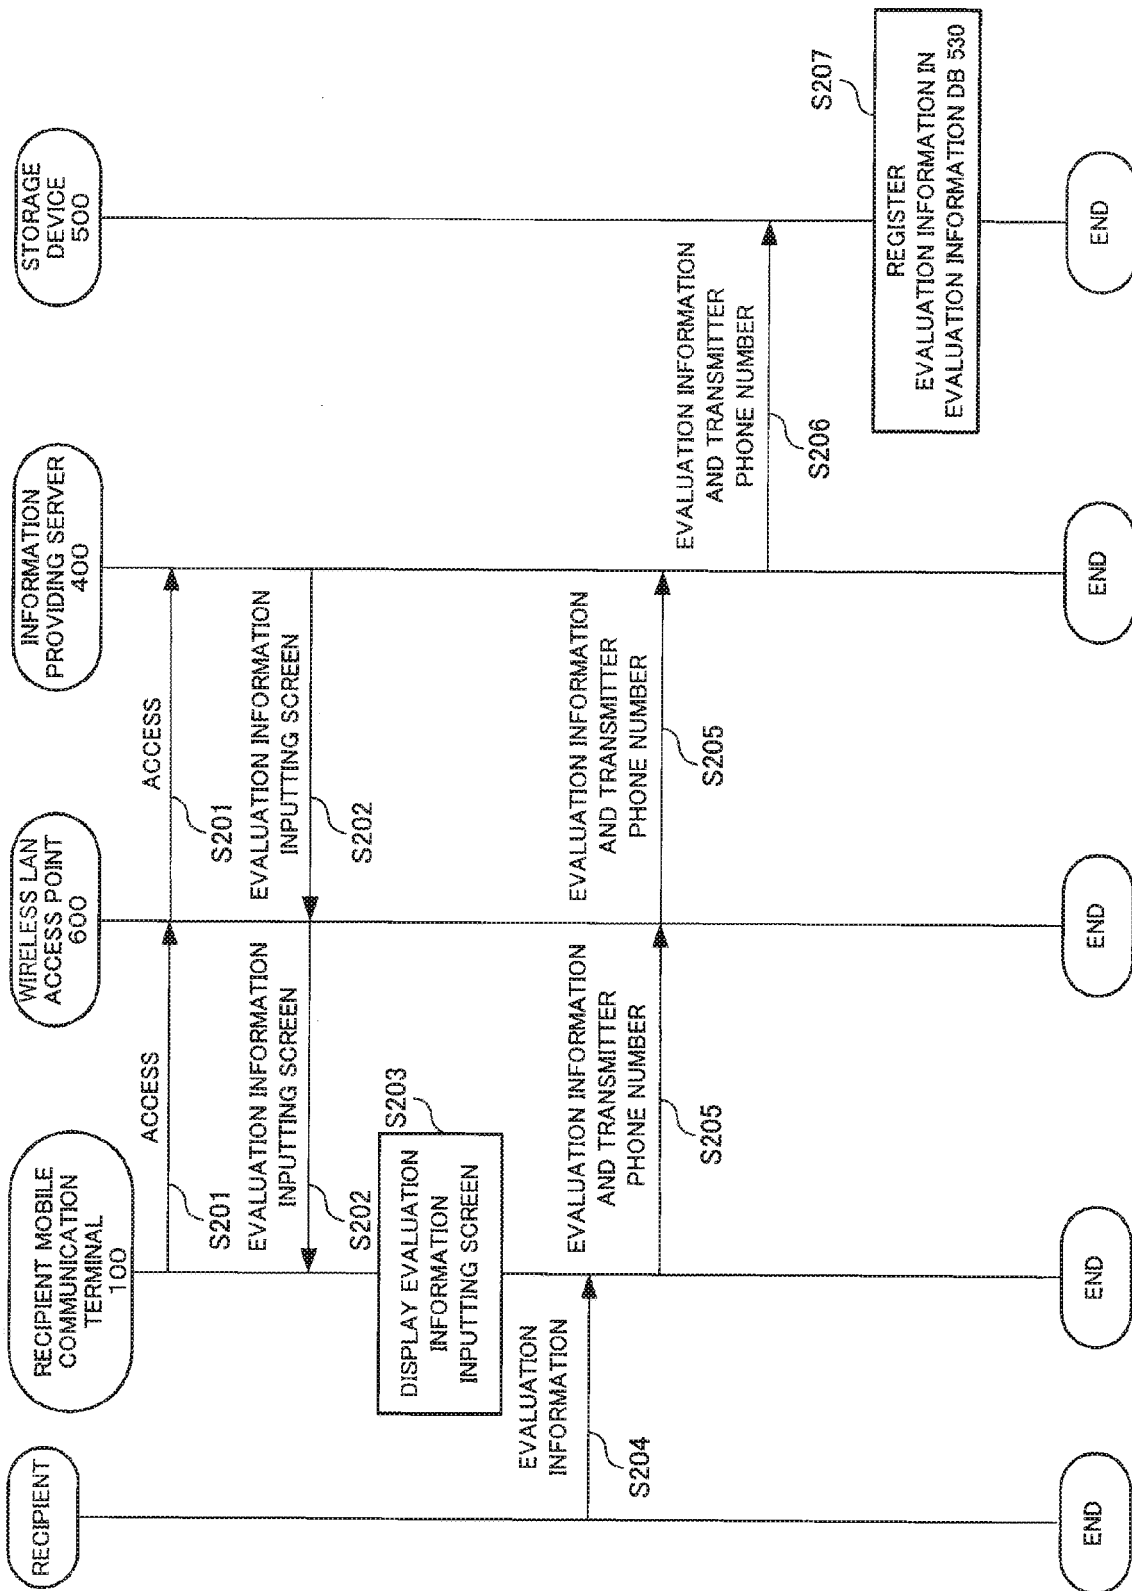 RECIPIENT
RECIPIENT MOBILE
COMMUNICATION
TERMINAL
100
WIRELESS LAN
ACCESS POINT
600
INFORMATION
PROVIDING SERVER
400
STORAGE
DEVICE
500
ACCESS
S201
ACCESS
S201
EVALUATION INFORMATION
INPUTTING SCREEN
S202
EVALUATION INFORMATION
INPUTTING SCREEN
S202
S203
DISPLAY EVALUATION
INFORMATION
INPUTTING SCREEN
EVALUATION
INFORMATION
S204
EVALUATION INFORMATION
AND TRANSMITTER
PHONE NUMBER
S205
EVALUATION INFORMATION
AND TRANSMITTER
PHONE NUMBER
S205
EVALUATION INFORMATION
AND TRANSMITTER
PHONE NUMBER
S206
S207
REGISTER
EVALUATION INFORMATION IN
EVALUATION INFORMATION DB 530
END
END
END
END
END